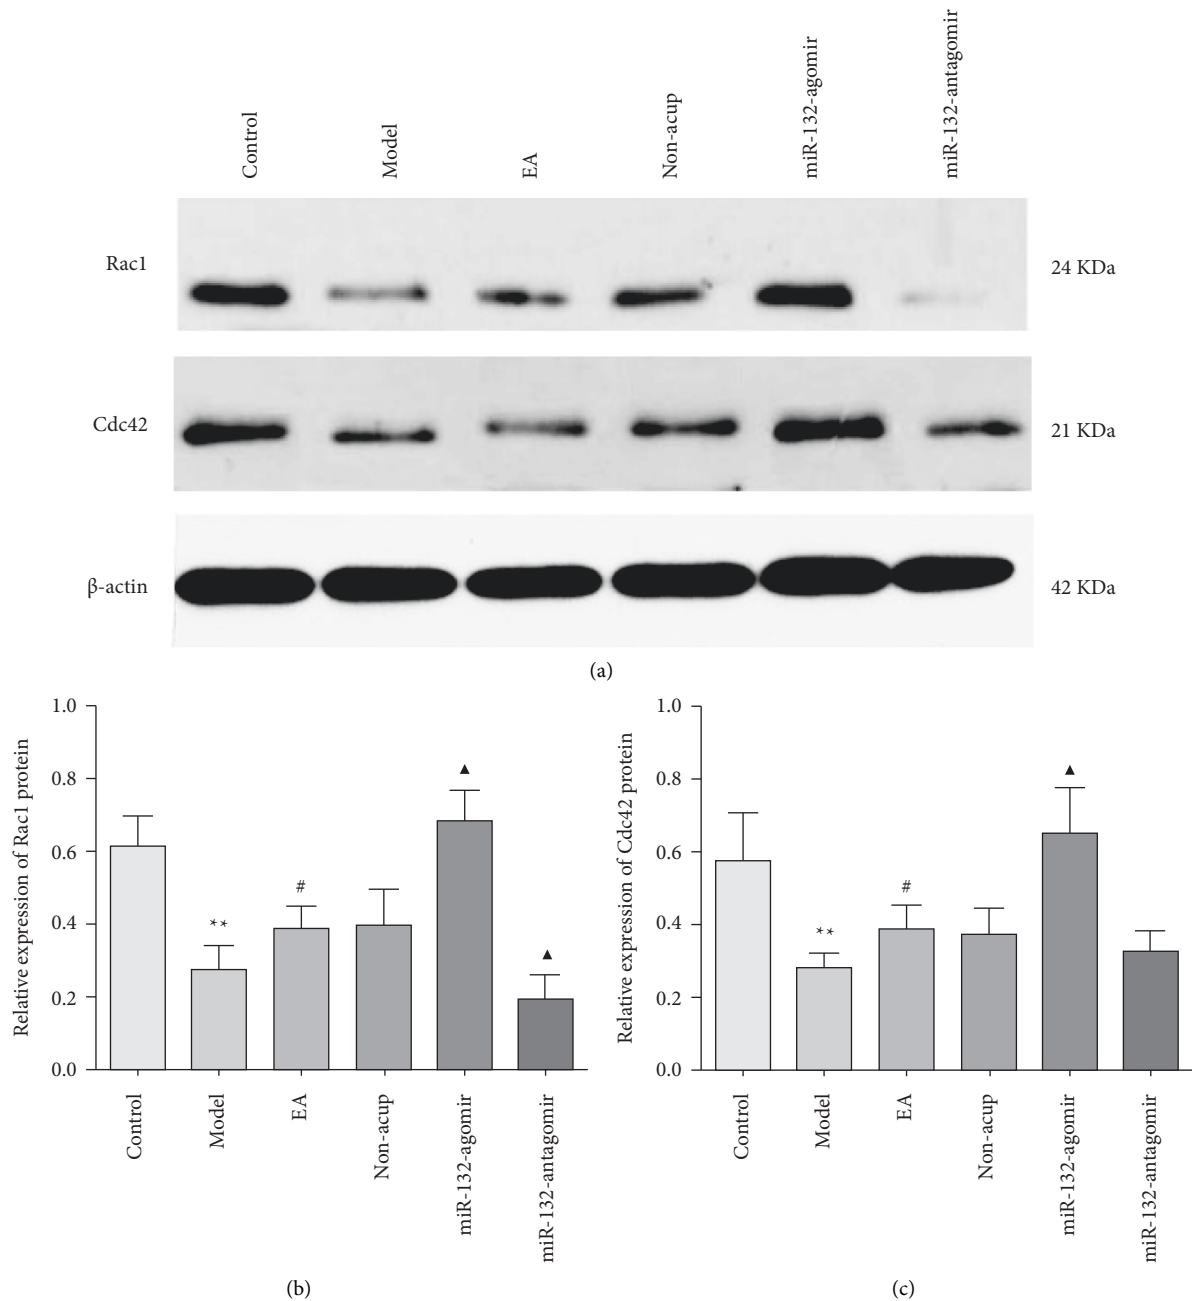 Control
Model
EA
Non-acup
miR-132-agomir
miR-132-antagomir
Rac1
24 KDa
Cdc42
21 KDa
β-actin
42 KDa
(a)
Relative expression of Rac1 protein
1.0
0.8
0.6
0.4
0.2
0.0
**
#
▲
▲
Control
Model
EA
Non-acup
miR-132-agomir
miR-132-antagomir
(b)
Relative expression of Cdc42 protein
1.0
0.8
0.6
0.4
0.2
0.0
**
#
▲
Control
Model
EA
Non-acup
miR-132-agomir
miR-132-antagomir
(c)